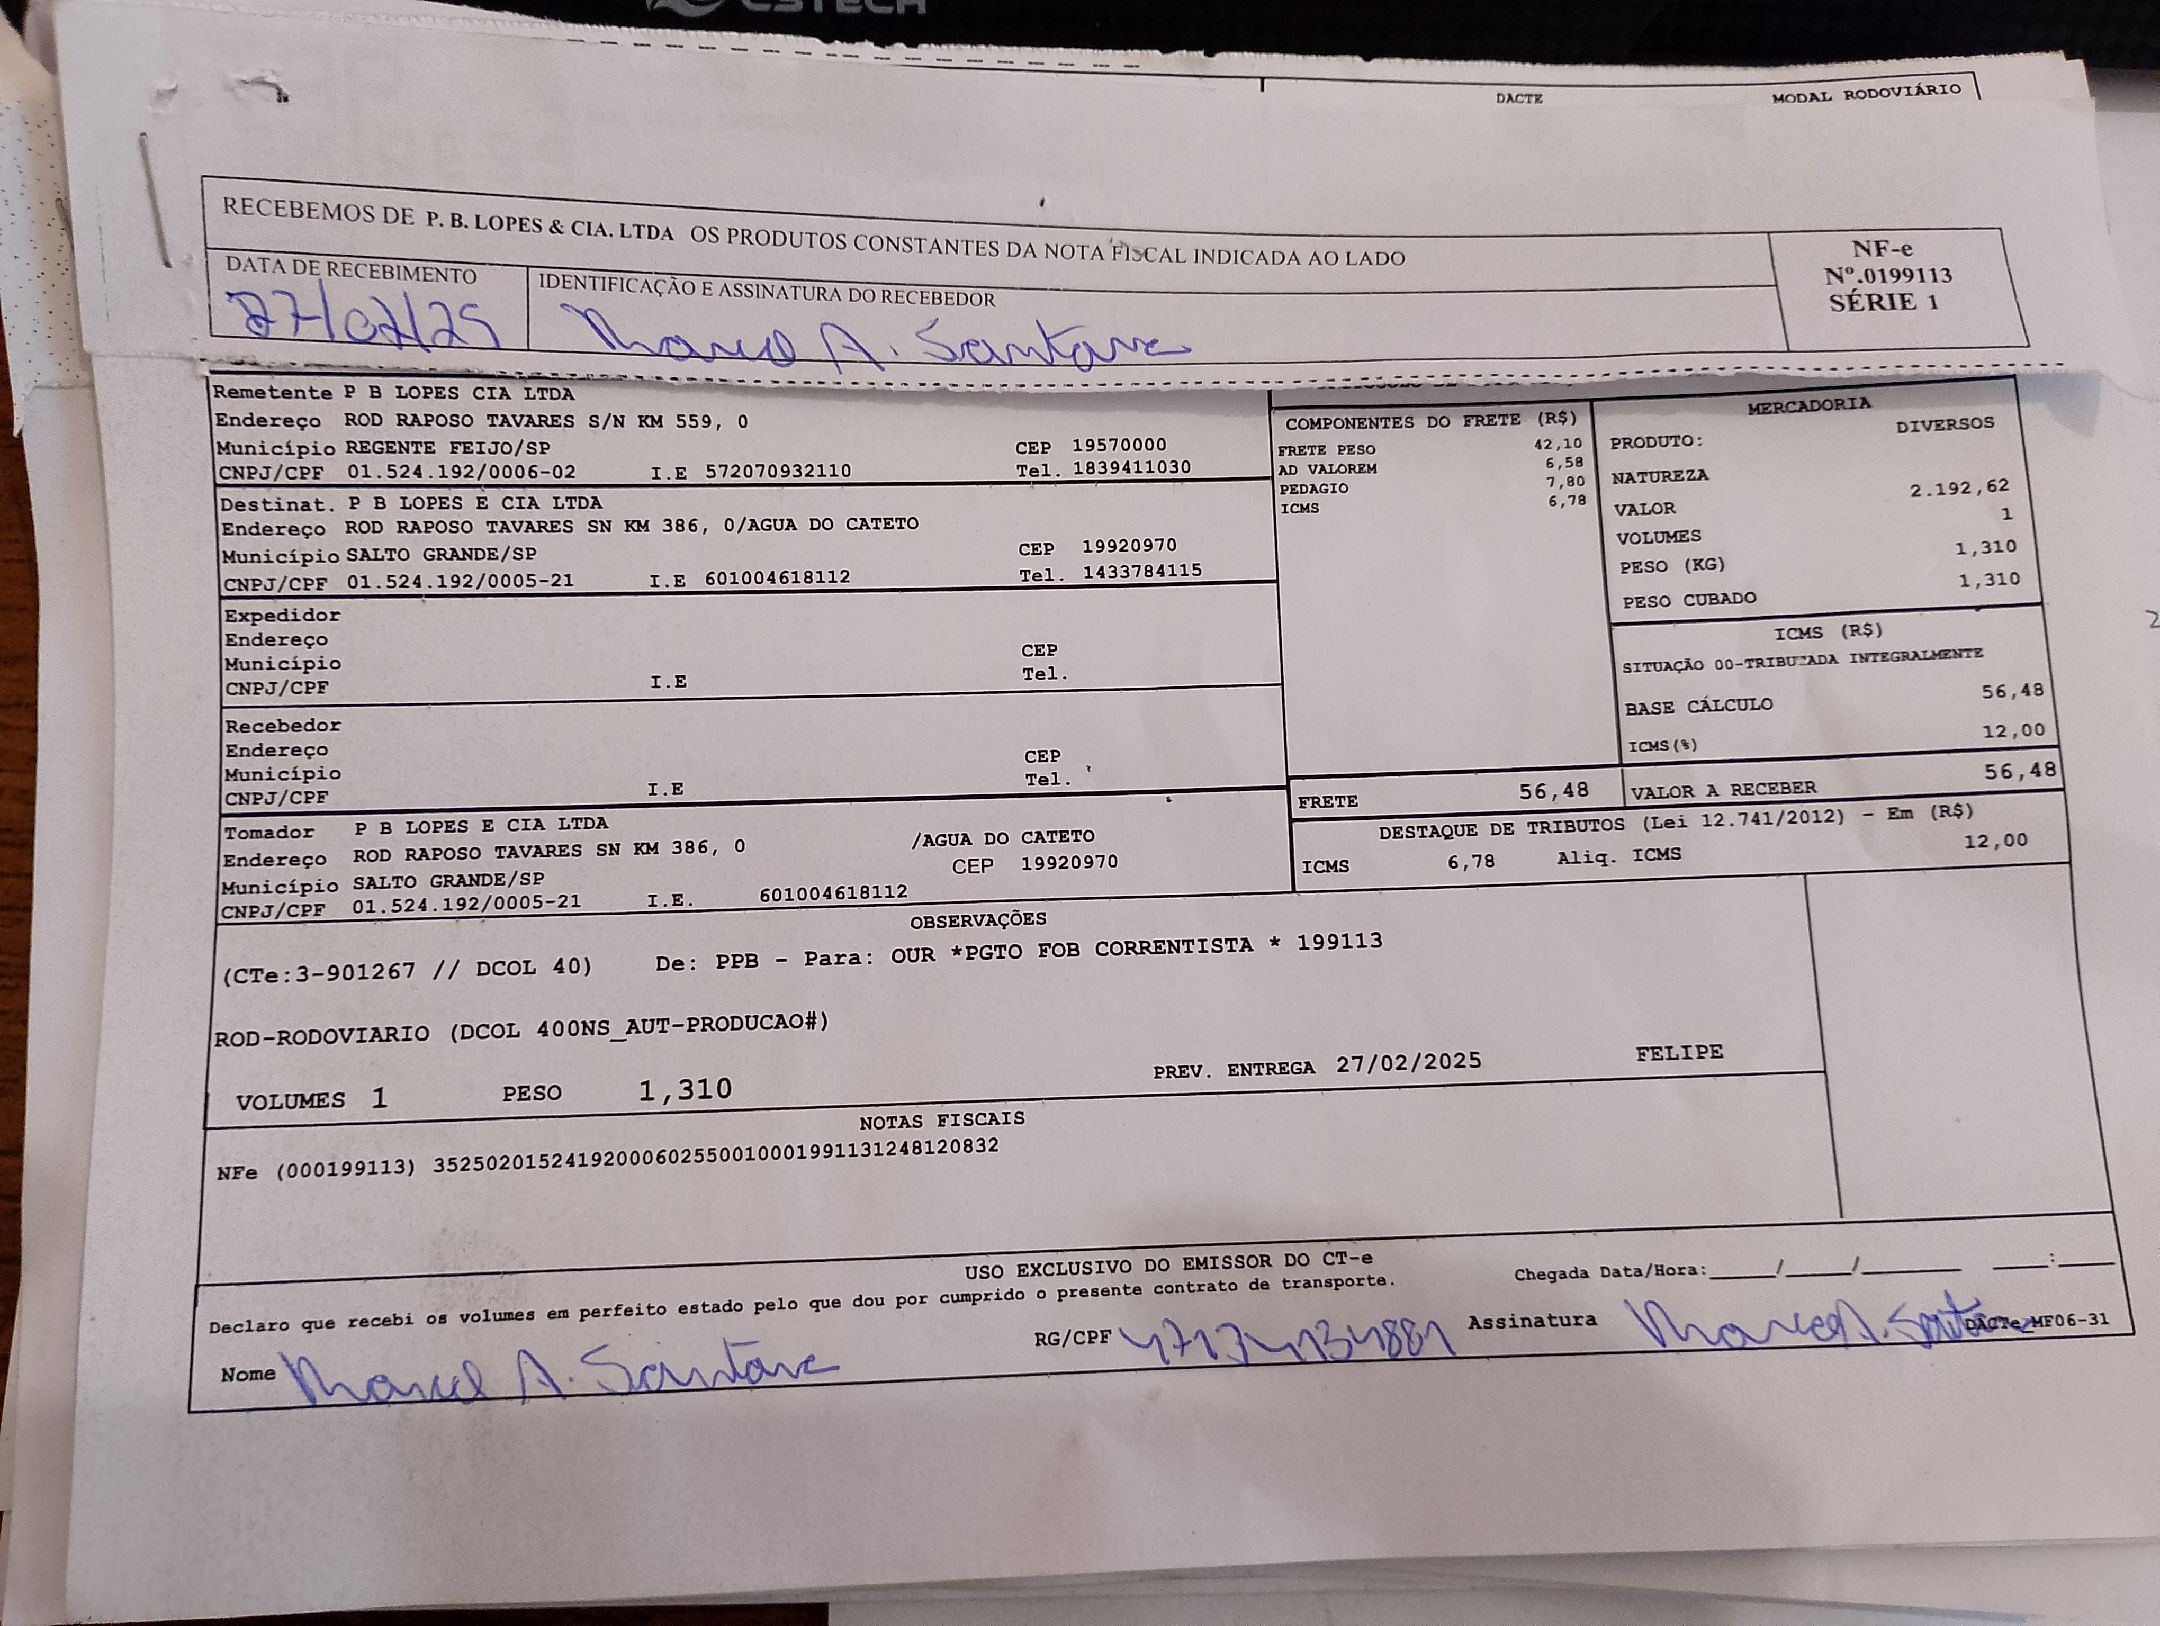 CSTECH
DACTE MODAL RODOVIÁRIO
RECEBEMOS DE P. B. LOPES & CIA. LTDA OS PRODUTOS CONSTANTES DA NOTA FISCAL INDICADA AO LADO
NF-e
Nº.0199113
SÉRIE 1
DATA DE RECEBIMENTO
27/02/25
IDENTIFICAÇÃO E ASSINATURA DO RECEBEDOR
A. Santana
Remetente P B LOPES CIA LTDA
Endereço ROD RAPOSO TAVARES S/N KM 559, 0
Município REGENTE FEIJO/SP CEP 19570000
CNPJ/CPF 01.524.192/0006-02 I.E 572070932110 Tel. 1839411030
Destinat. P B LOPES E CIA LTDA
Endereço ROD RAPOSO TAVARES SN KM 386, 0/AGUA DO CATETO
Município SALTO GRANDE/SP CEP 19920970
CNPJ/CPF 01.524.192/0005-21 I.E 601004618112 Tel. 1433784115
Expedidor
Endereço
Município CEP
CNPJ/CPF I.E Tel.
Recebedor
Endereço
Município CEP
CNPJ/CPF I.E Tel.
Tomador P B LOPES E CIA LTDA
Endereço ROD RAPOSO TAVARES SN KM 386, 0 /AGUA DO CATETO
Município SALTO GRANDE/SP CEP 19920970
CNPJ/CPF 01.524.192/0005-21 I.E. 601004618112
COMPONENTES DO FRETE (R$)
FRETE PESO 42,10
AD VALOREM 6,58
PEDAGIO 7,80
ICMS 6,78
MERCADORIA
PRODUTO: DIVERSOS
NATUREZA
VALOR 2.192,62
VOLUMES 1
PESO (KG) 1,310
PESO CUBADO 1,310
ICMS (R$)
SITUAÇÃO 00-TRIBUTADA INTEGRALMENTE
BASE CÁLCULO 56,48
ICMS(%) 12,00
FRETE 56,48 VALOR A RECEBER 56,48
DESTAQUE DE TRIBUTOS (Lei 12.741/2012) - Em (R$)
ICMS 6,78 Aliq. ICMS 12,00
OBSERVAÇÕES
(CTe:3-901267 // DCOL 40) De: PPB - Para: OUR *PGTO FOB CORRENTISTA * 199113
ROD-RODOVIARIO (DCOL 400NS_AUT-PRODUCAO#)
VOLUMES 1 PESO 1,310 PREV. ENTREGA 27/02/2025 FELIPE
NOTAS FISCAIS
NFe (000199113) 35250201524192000602550010001991131248120832
USO EXCLUSIVO DO EMISSOR DO CT-e
Declaro que recebi os volumes em perfeito estado pelo que dou por cumprido o presente contrato de transporte.
Chegada Data/Hora:_____/_____/_______ ____:____
Nome A. Santana RG/CPF Assinatura A. Santana DACTe_MF06-31